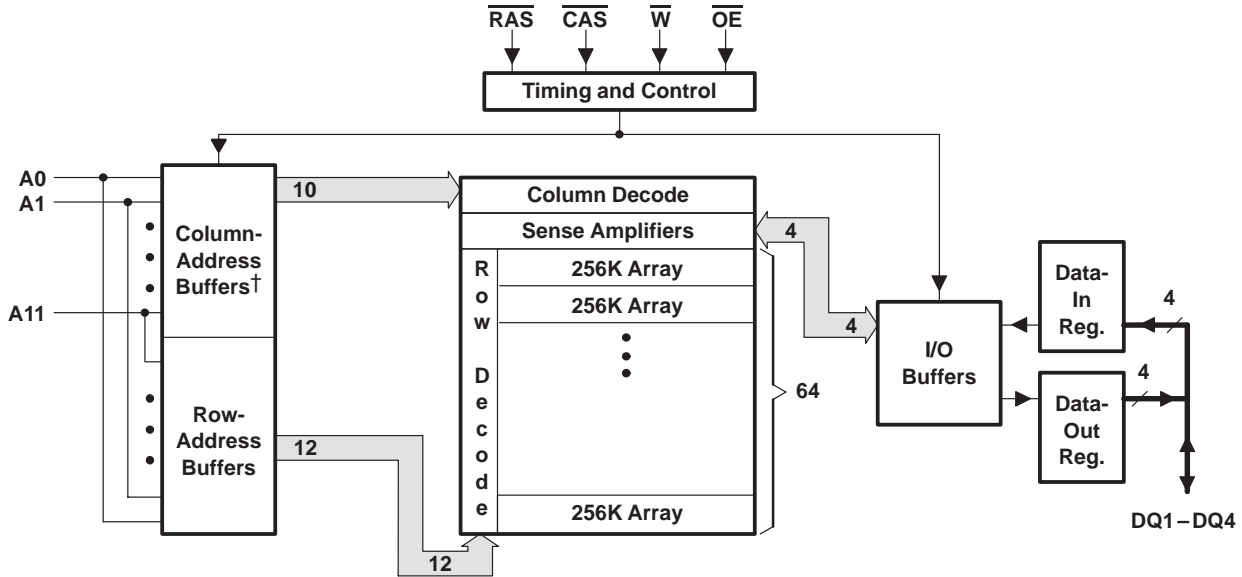 RAS CAS W OE
Timing and Control
A0
A1
A11
Column-
Address
Buffers†
Row-
Address
Buffers
10
12
12
Column Decode
Sense Amplifiers
Row Decode
256K Array
256K Array
256K Array
64
4
4
I/O
Buffers
Data-
In
Reg.
4
Data-
Out
Reg.
4
DQ1–DQ4